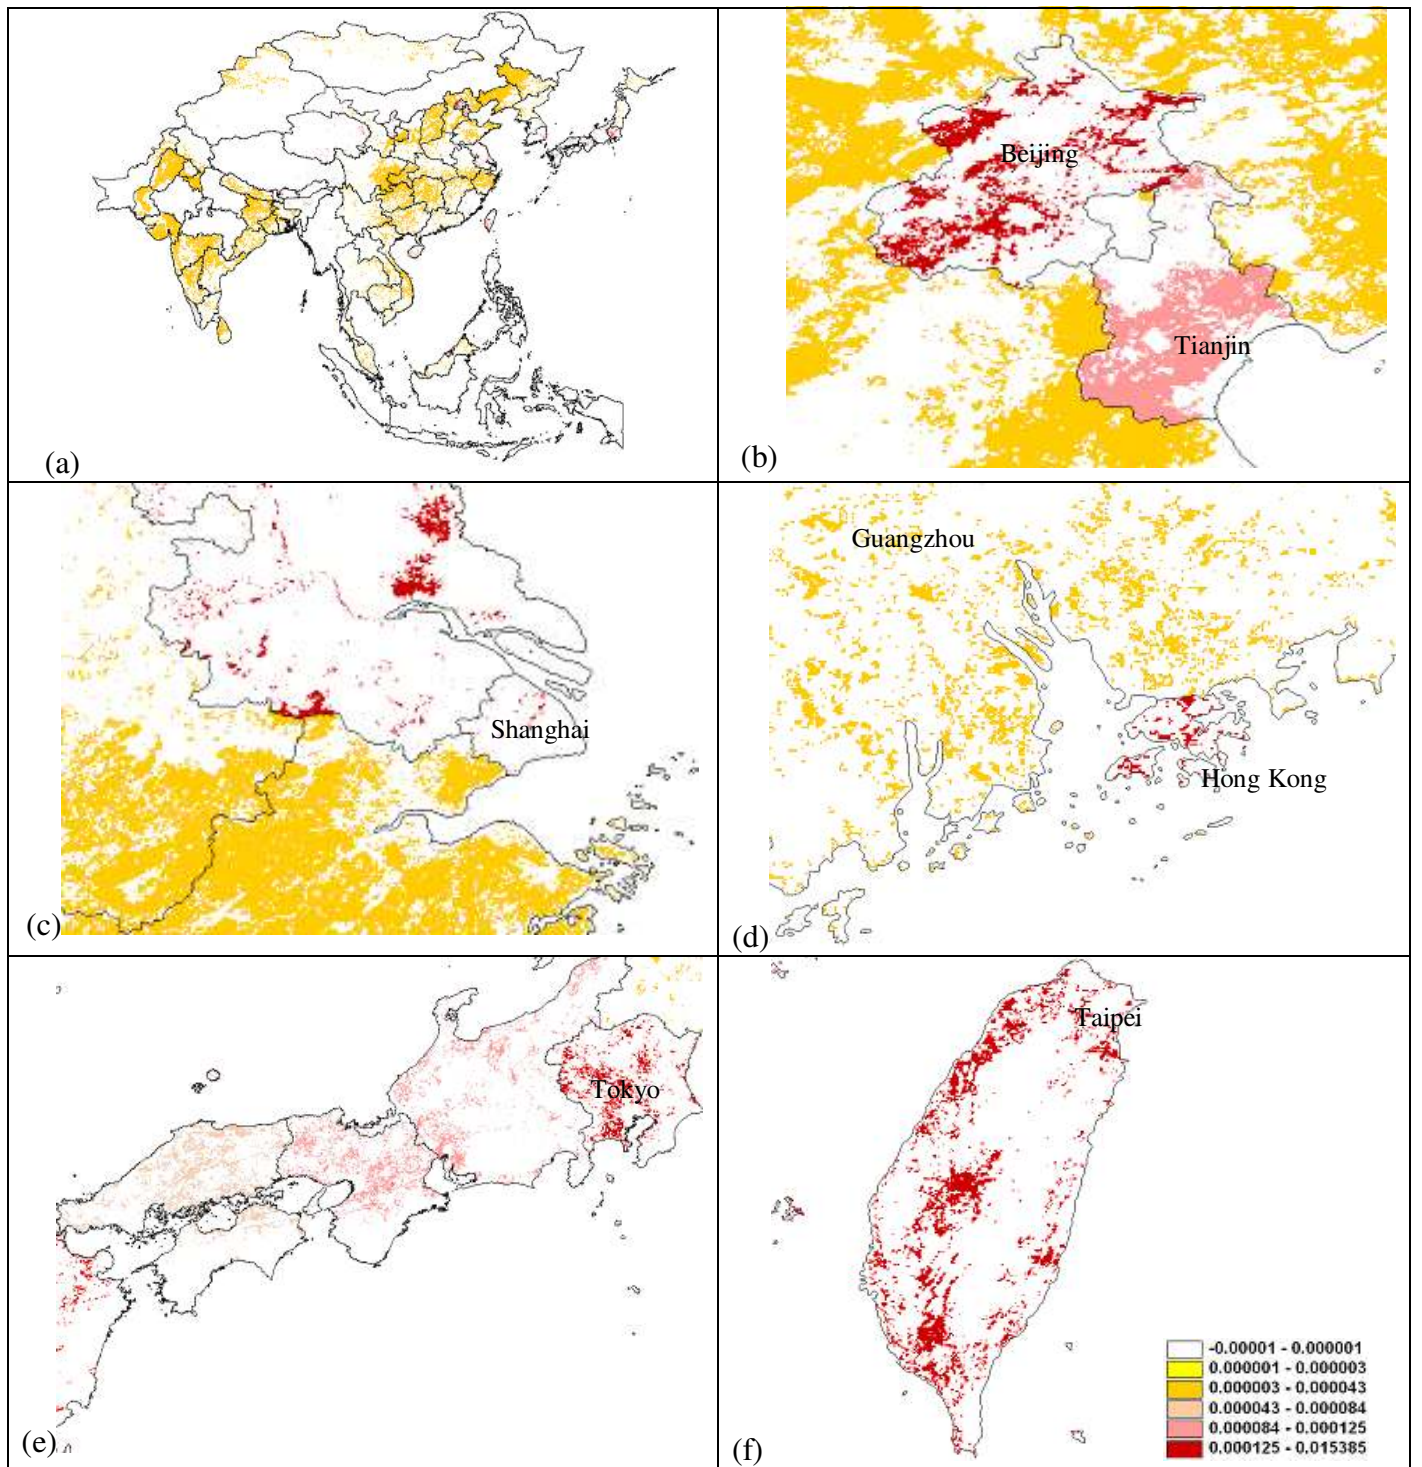 (a)
Beijing
Tianjin
(b)
Shanghai
(c)
Guangzhou
Hong Kong
(d)
Tokyo
(e)
Taipei
-0.00001 - 0.000001
0.000001 - 0.000003
0.000003 - 0.000043
0.000043 - 0.000084
0.000084 - 0.000125
0.000125 - 0.015385
(f)